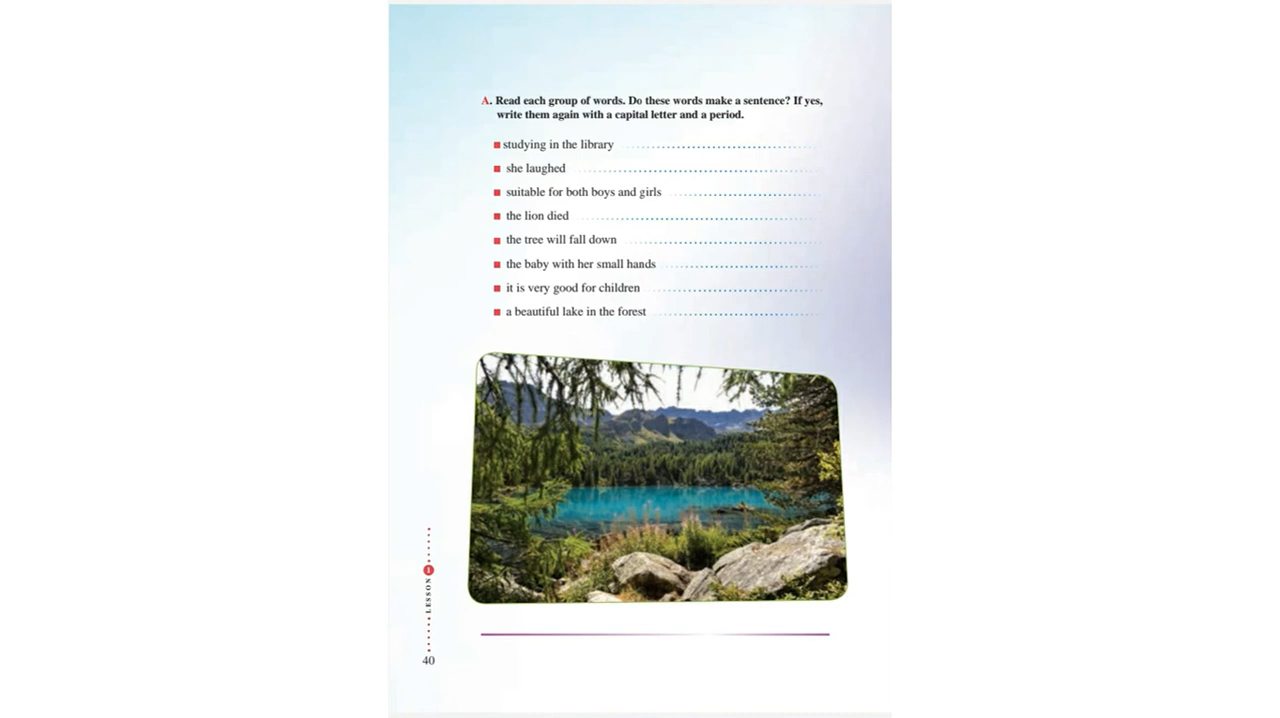 A. Read each group of words. Do these words make a sentence? If yes,
write them again with a capital letter and a period.
studying in the library
she laughed
suitable for both boys and girls
the lion died
the tree will fall down
the baby with her small hands
it is very good for children
a beautiful lake in the forest
LESSON 1
40